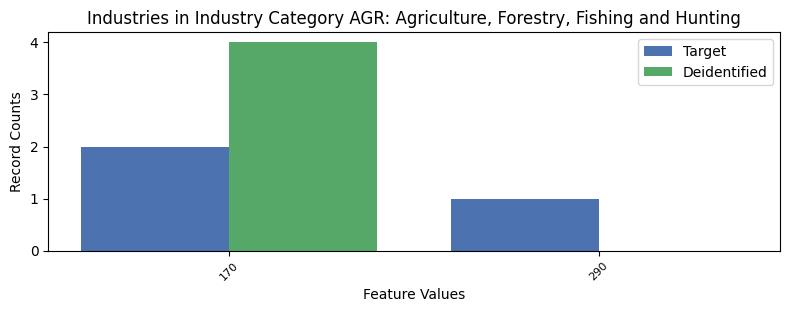 Industries in Industry Category AGR: Agriculture, Forestry, Fishing and Hunting
Target
Deidentified
Record Counts
4
3
2
1
0
170
290
Feature Values